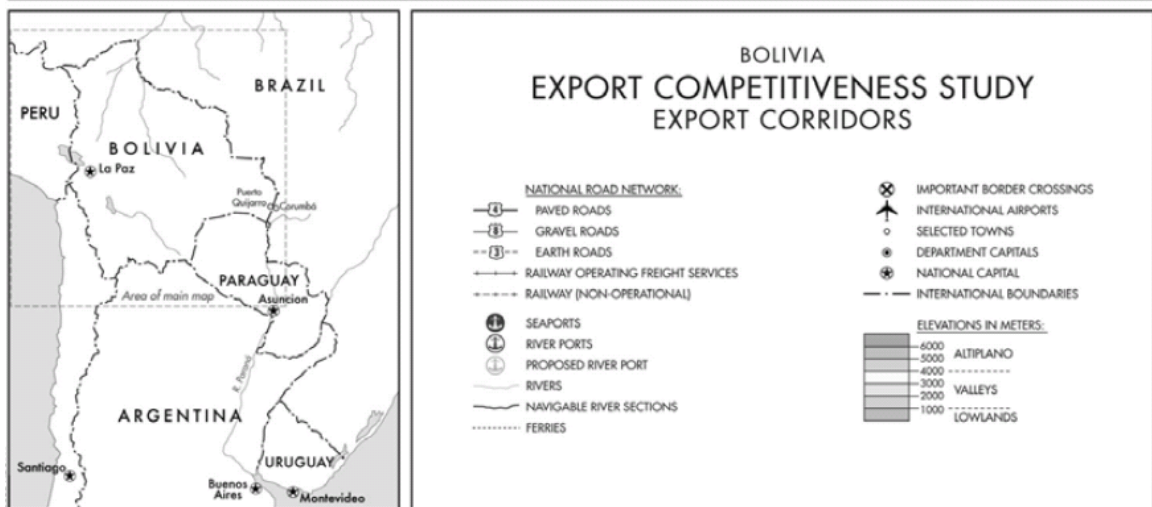 BRAZIL
PERU
BOLIVIA
La Paz
Puerto
Quijarro
Corumbá
PARAGUAY
Area of main map
Asuncion
R. Paraná
ARGENTINA
URUGUAY
Santiago
Buenos
Aires
Montevideo
BOLIVIA
EXPORT COMPETITIVENESS STUDY
EXPORT CORRIDORS
NATIONAL ROAD NETWORK:
4 PAVED ROADS
8 GRAVEL ROADS
3 EARTH ROADS
RAILWAY OPERATING FREIGHT SERVICES
RAILWAY (NON-OPERATIONAL)
SEAPORTS
RIVER PORTS
PROPOSED RIVER PORT
RIVERS
NAVIGABLE RIVER SECTIONS
FERRIES
IMPORTANT BORDER CROSSINGS
INTERNATIONAL AIRPORTS
SELECTED TOWNS
DEPARTMENT CAPITALS
NATIONAL CAPITAL
INTERNATIONAL BOUNDARIES
ELEVATIONS IN METERS:
6000
5000
ALTIPLANO
4000
3000
VALLEYS
2000
1000
LOWLANDS